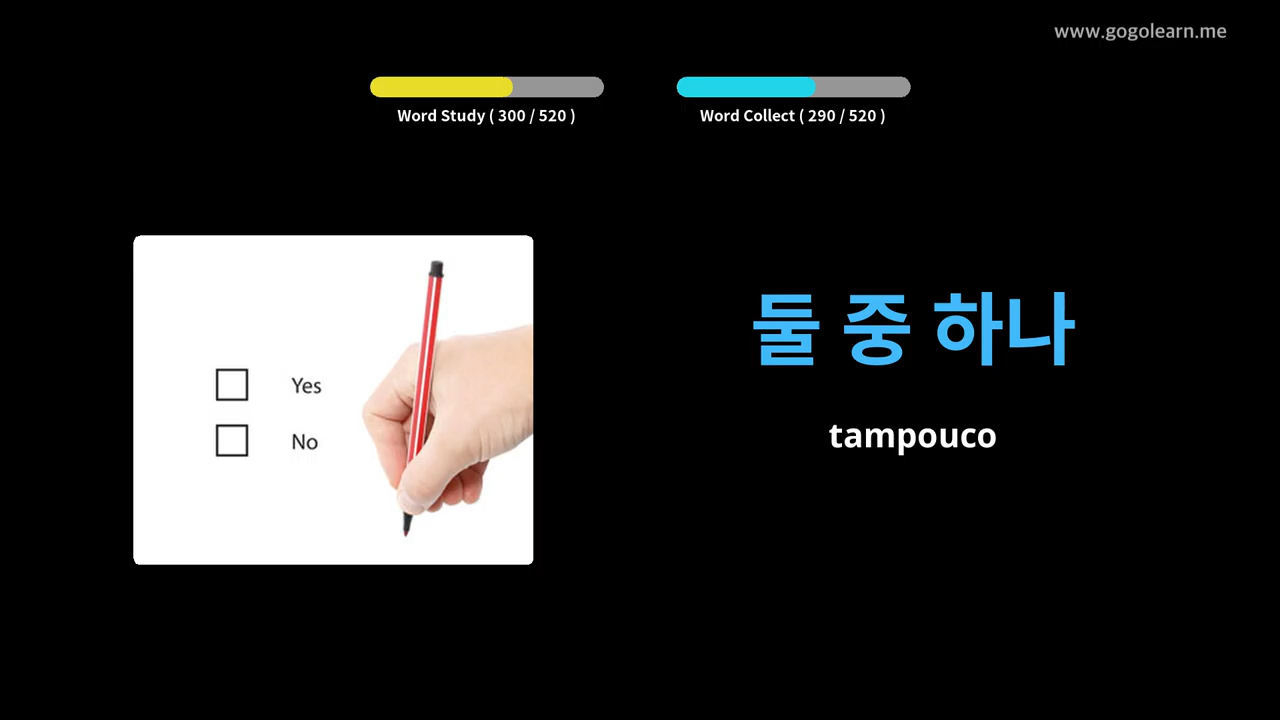 www.gogolearn.me
Word Study ( 300 / 520 )
Word Collect ( 290 / 520 )
둘 중 하나
tampouco
Yes
No